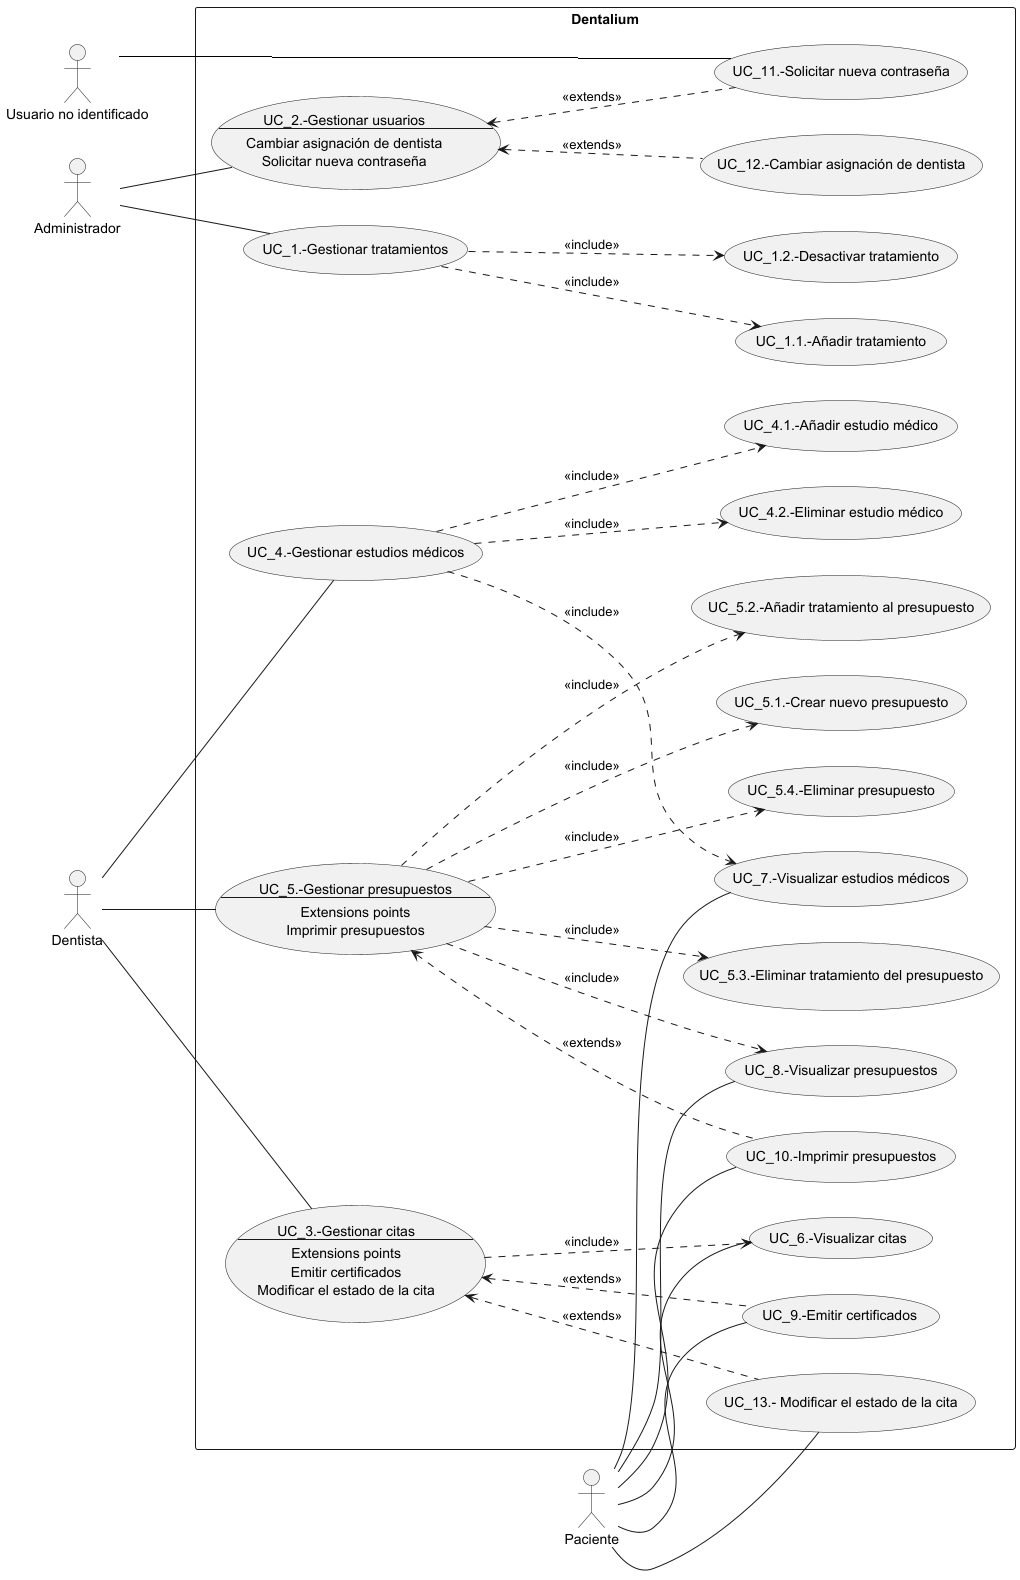 Dentalium
Usuario no identificado
UC_11.-Solicitar nueva contraseña
«extends»
UC_2.-Gestionar usuarios
Cambiar asignación de dentista
Solicitar nueva contraseña
«extends»
UC_12.-Cambiar asignación de dentista
Administrador
UC_1.-Gestionar tratamientos
«include»
UC_1.2.-Desactivar tratamiento
«include»
UC_1.1.-Añadir tratamiento
UC_4.1.-Añadir estudio médico
«include»
UC_4.2.-Eliminar estudio médico
«include»
UC_4.-Gestionar estudios médicos
«include»
UC_5.2.-Añadir tratamiento al presupuesto
«include»
UC_5.1.-Crear nuevo presupuesto
«include»
UC_5.4.-Eliminar presupuesto
«include»
UC_7.-Visualizar estudios médicos
Dentista
UC_5.-Gestionar presupuestos
Extensions points
Imprimir presupuestos
«include»
UC_5.3.-Eliminar tratamiento del presupuesto
«include»
«extends»
UC_8.-Visualizar presupuestos
UC_10.-Imprimir presupuestos
UC_3.-Gestionar citas
Extensions points
Emitir certificados
Modificar el estado de la cita
«include»
UC_6.-Visualizar citas
«extends»
UC_9.-Emitir certificados
«extends»
UC_13.- Modificar el estado de la cita
Paciente